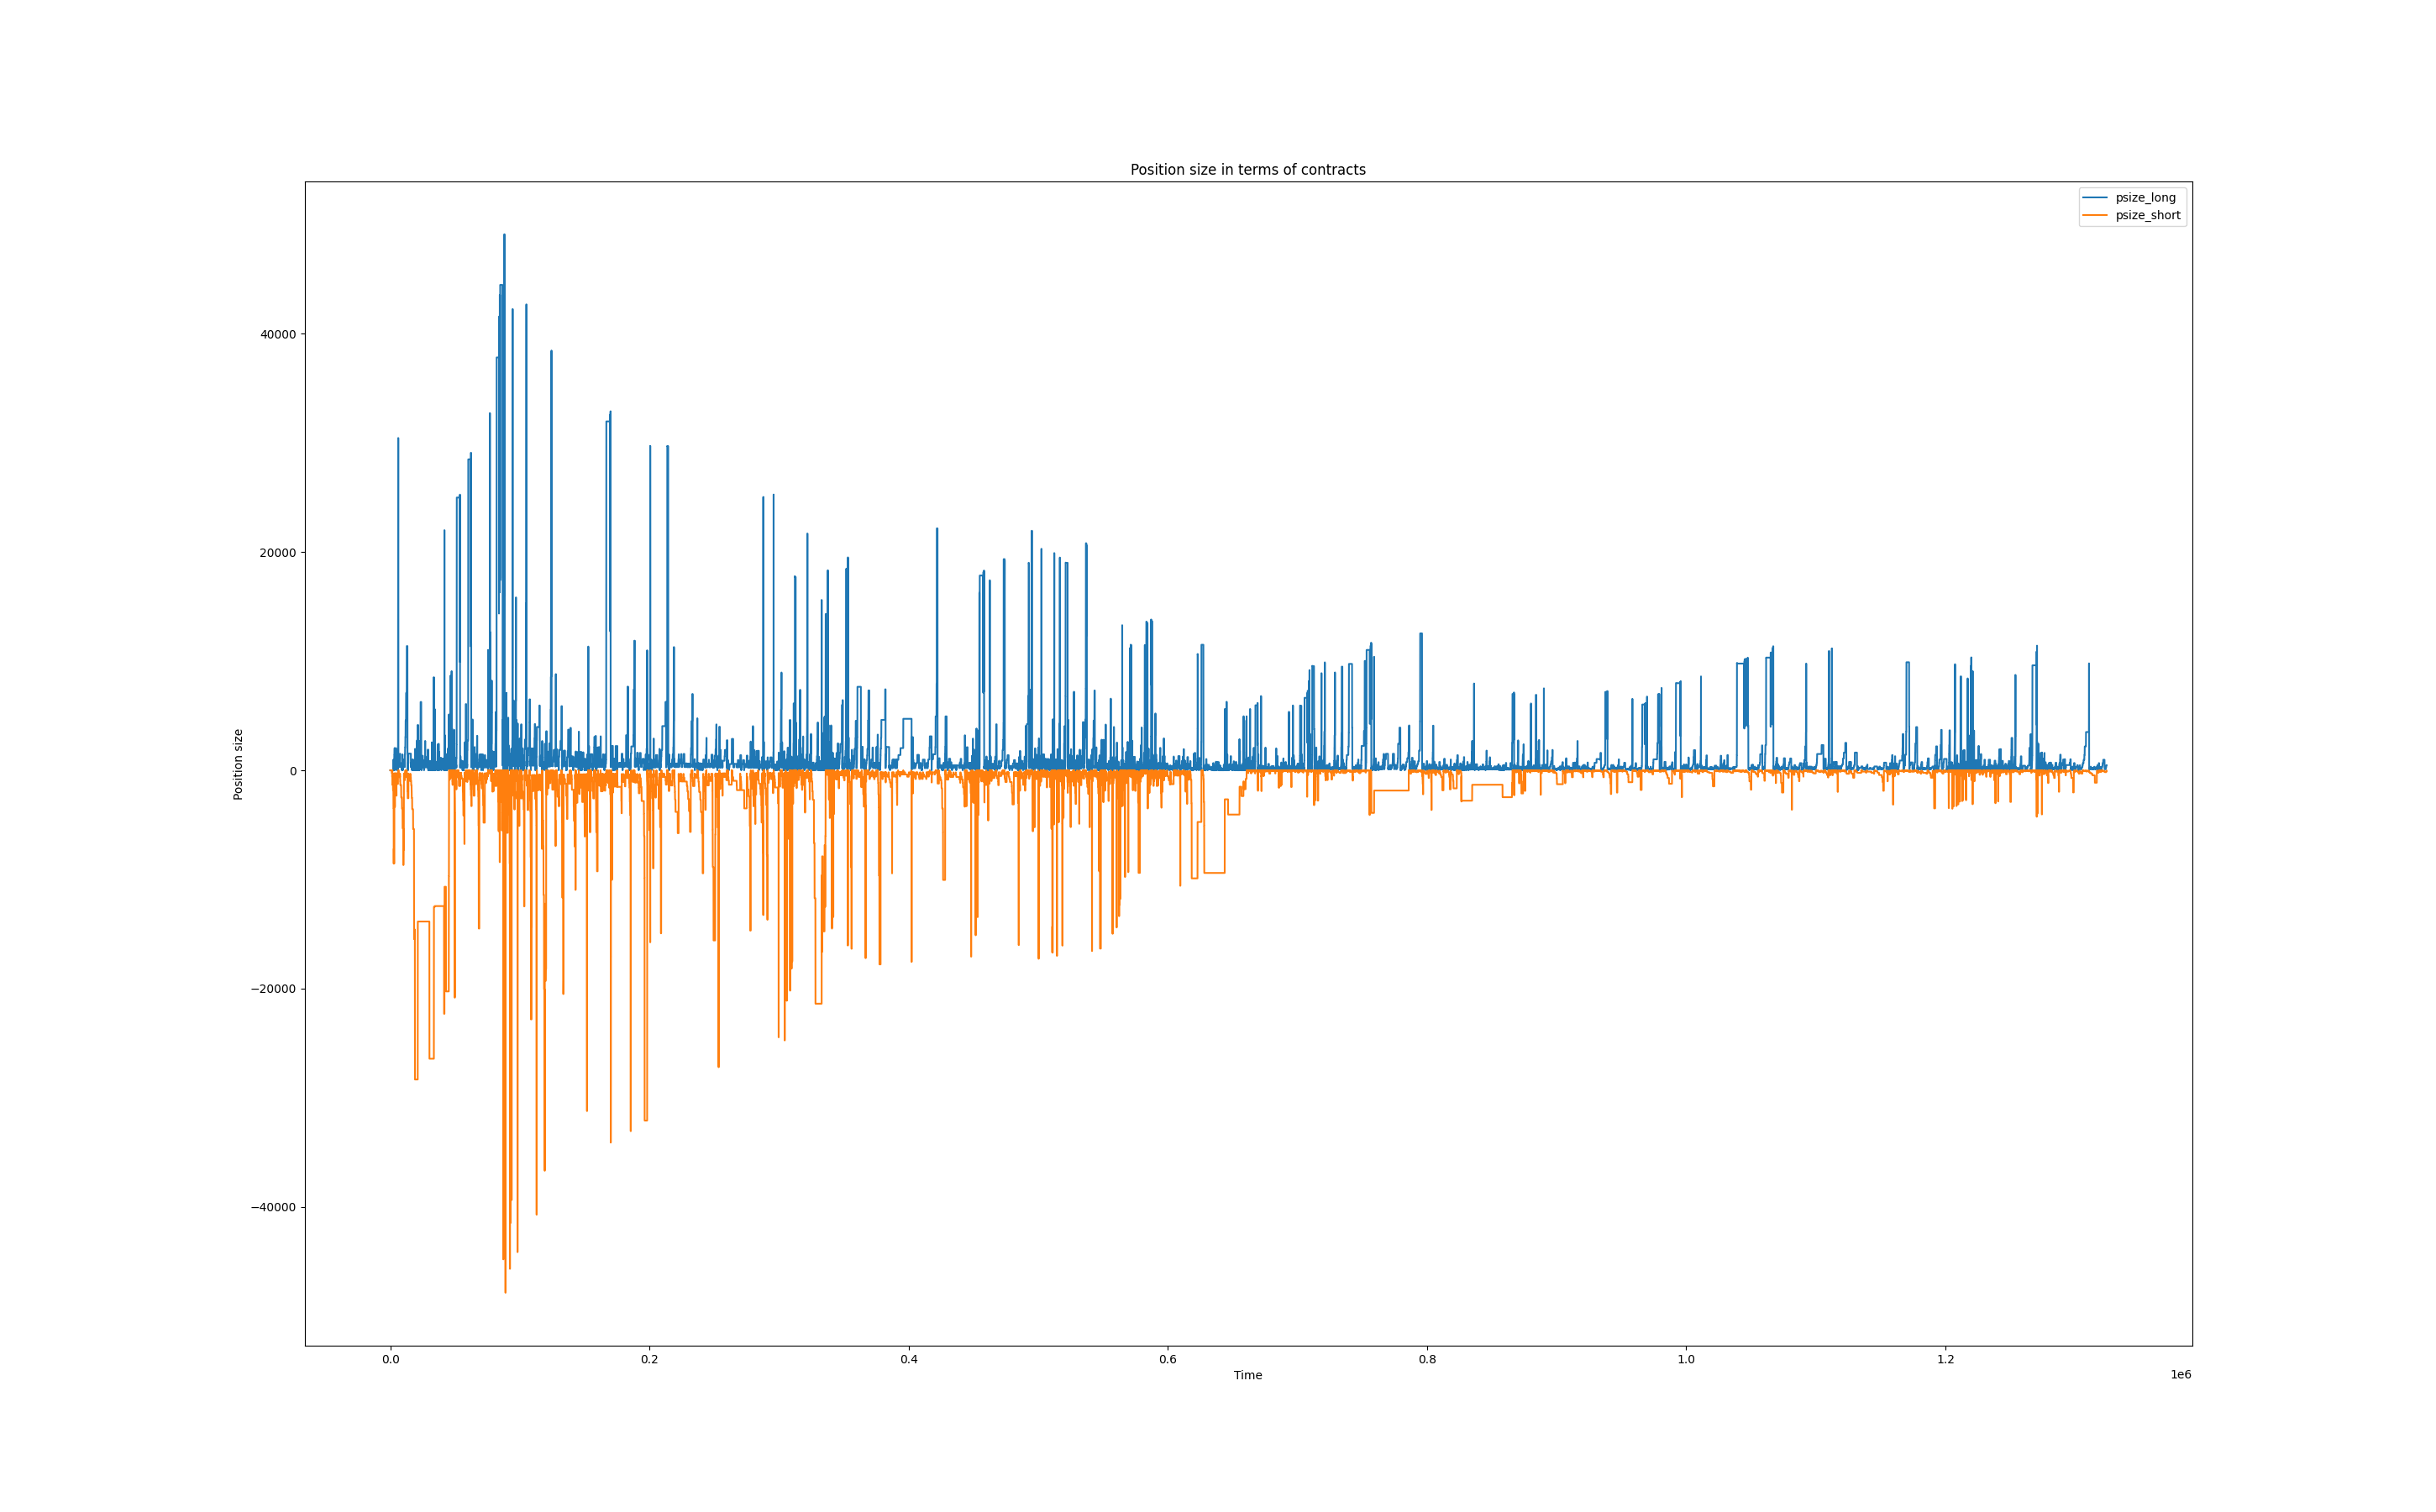 Position size in terms of contracts
psize_long
psize_short
Position size
40000
20000
0
−20000
−40000
0.0
0.2
0.4
0.6
0.8
1.0
1.2
1e6
Time